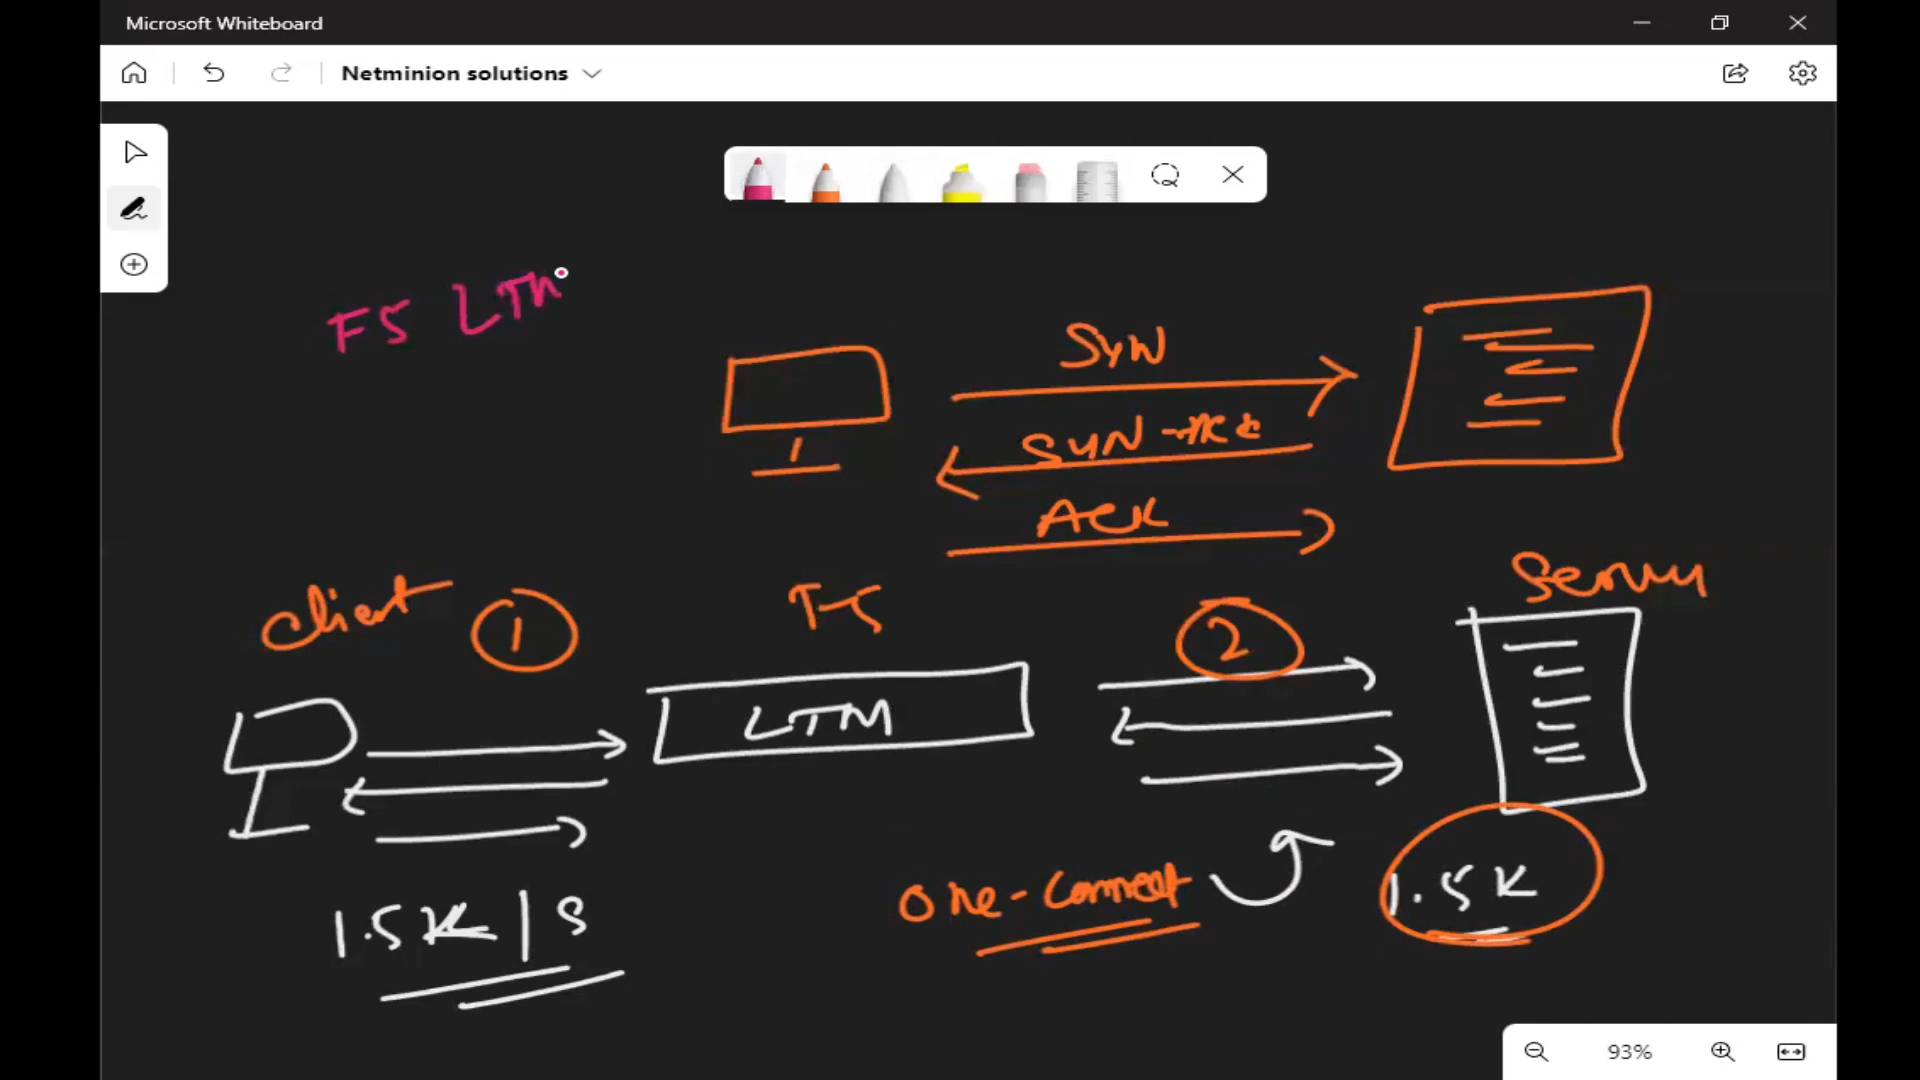 Microsoft Whiteboard
Netminion solutions
F5 LTM
SYN
SYN-ACK
ACK
Client
1
F5
2
Server
LTM
1.5K/s
One-Connect
1.5K
93%